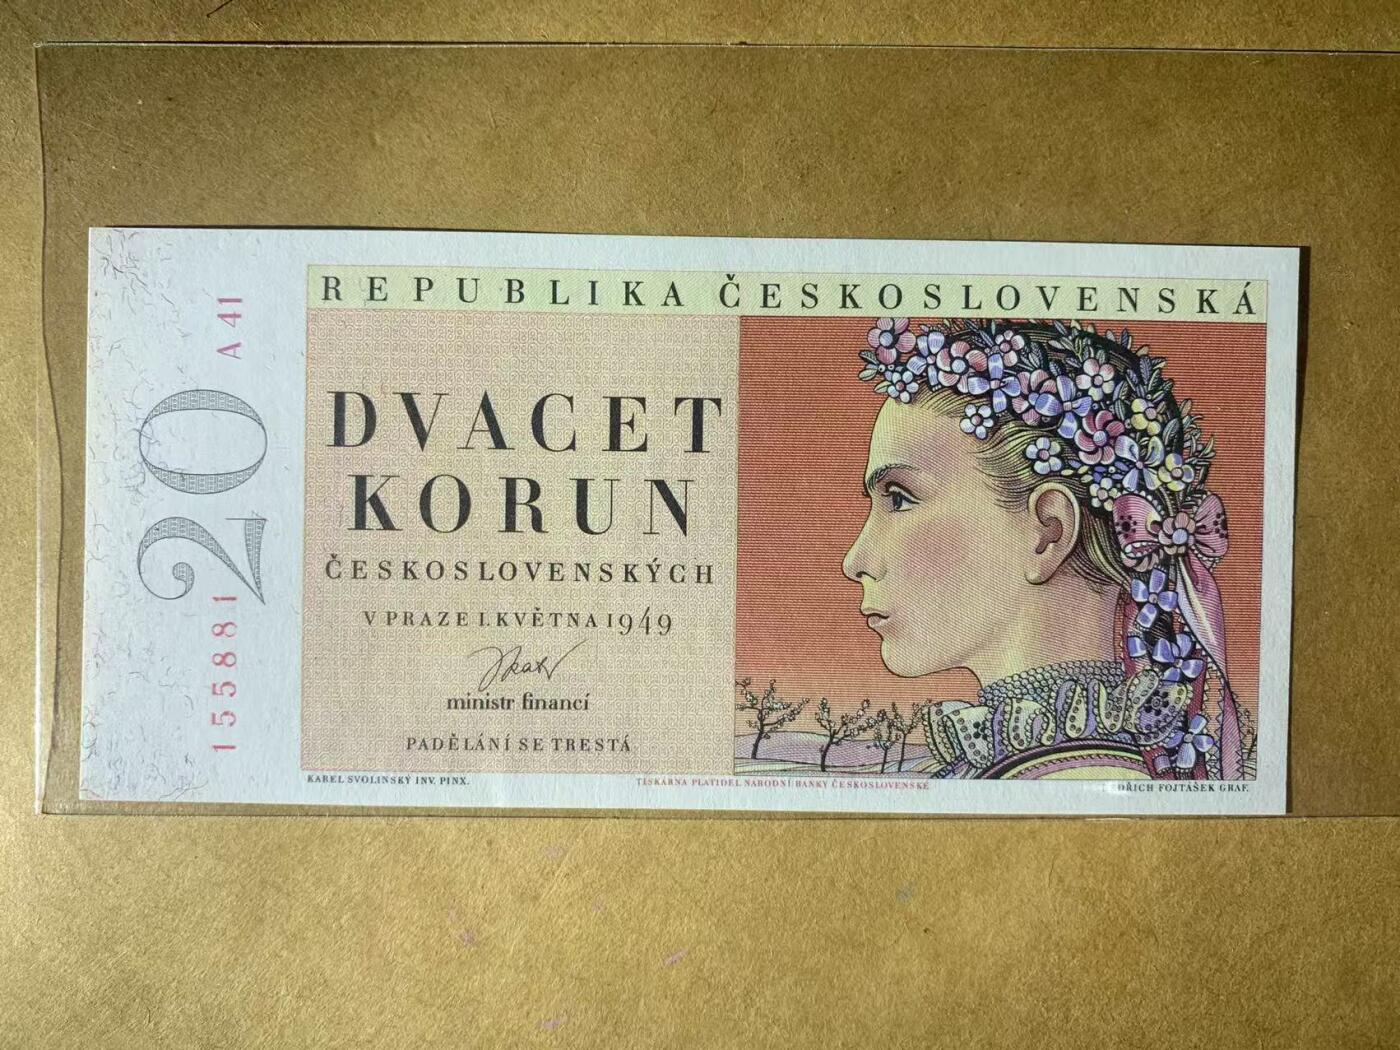 REPUBLIKA ČESKOSLOVENSKÁ
DVACET
KORUN
ČESKOSLOVENSKÝCH
V PRAZE 1. KVĚTNA 1949
ministr financí
PADĚLÁNÍ SE TRESTÁ
KAREL SVOLINSKÝ INV. PINX.
TISKÁRNA PLATIDEL NÁRODNÍ BANKY ČESKOSLOVENSKÉ
DŘICH FOJTÁŠEK GRAF.
20
A 41
155881